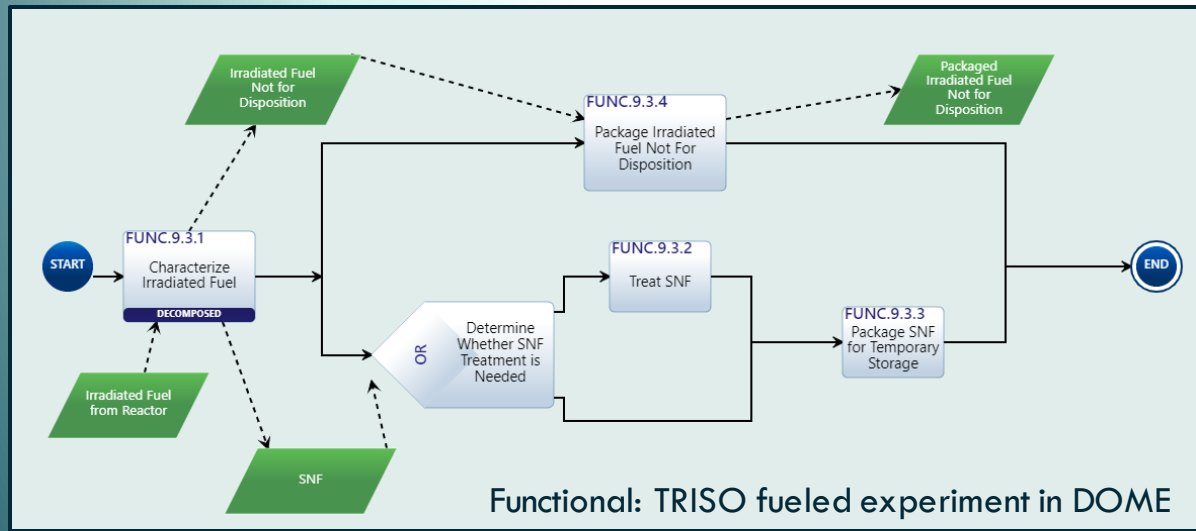 Irradiated Fuel
Not for
Disposition
FUNC.9.3.4
Package Irradiated
Fuel Not For
Disposition
Packaged
Irradiated Fuel
Not for
Disposition
START
FUNC.9.3.1
Characterize
Irradiated Fuel
DECOMPOSED
FUNC.9.3.2
Treat SNF
END
OR
Determine
Whether SNF
Treatment is
Needed
FUNC.9.3.3
Package SNF
for Temporary
Storage
Irradiated Fuel
from Reactor
SNF
Functional: TRISO fueled experiment in DOME